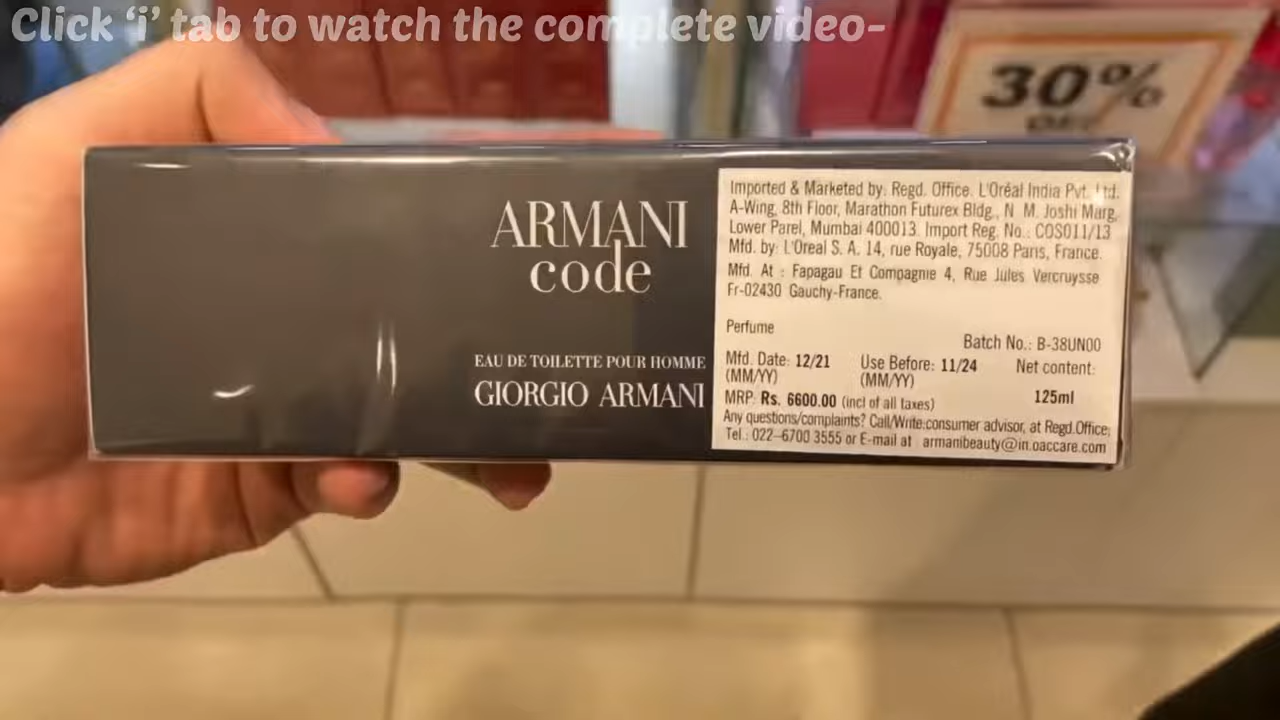 Click ‘i’ tab to watch the complete video-
30%
OFF
ARMANI
code
EAU DE TOILETTE POUR HOMME
GIORGIO ARMANI
Imported & Marketed by: Regd. Office. L'Oréal India Pvt. Ltd.
A-Wing, 8th Floor, Marathon Futurex Bldg., N. M. Joshi Marg,
Lower Parel, Mumbai 400013. Import Reg. No.: COS011/13
Mfd. by: L'Oreal S. A. 14, rue Royale, 75008 Paris, France.
Mfd. At : Fapagau Et Compagnie 4, Rue Jules Vercruysse
Fr-02430 Gauchy-France.
Perfume
Batch No.: B-38UN00
Mfd. Date: 12/21 Use Before: 11/24 Net content:
(MM/YY) (MM/YY)
125ml
MRP: Rs. 6600.00 (incl of all taxes)
Any questions/complaints? Call/Write:consumer advisor, at Regd.Office;
Tel.: 022-6700 3555 or E-mail at : armanibeauty@in.oaccare.com